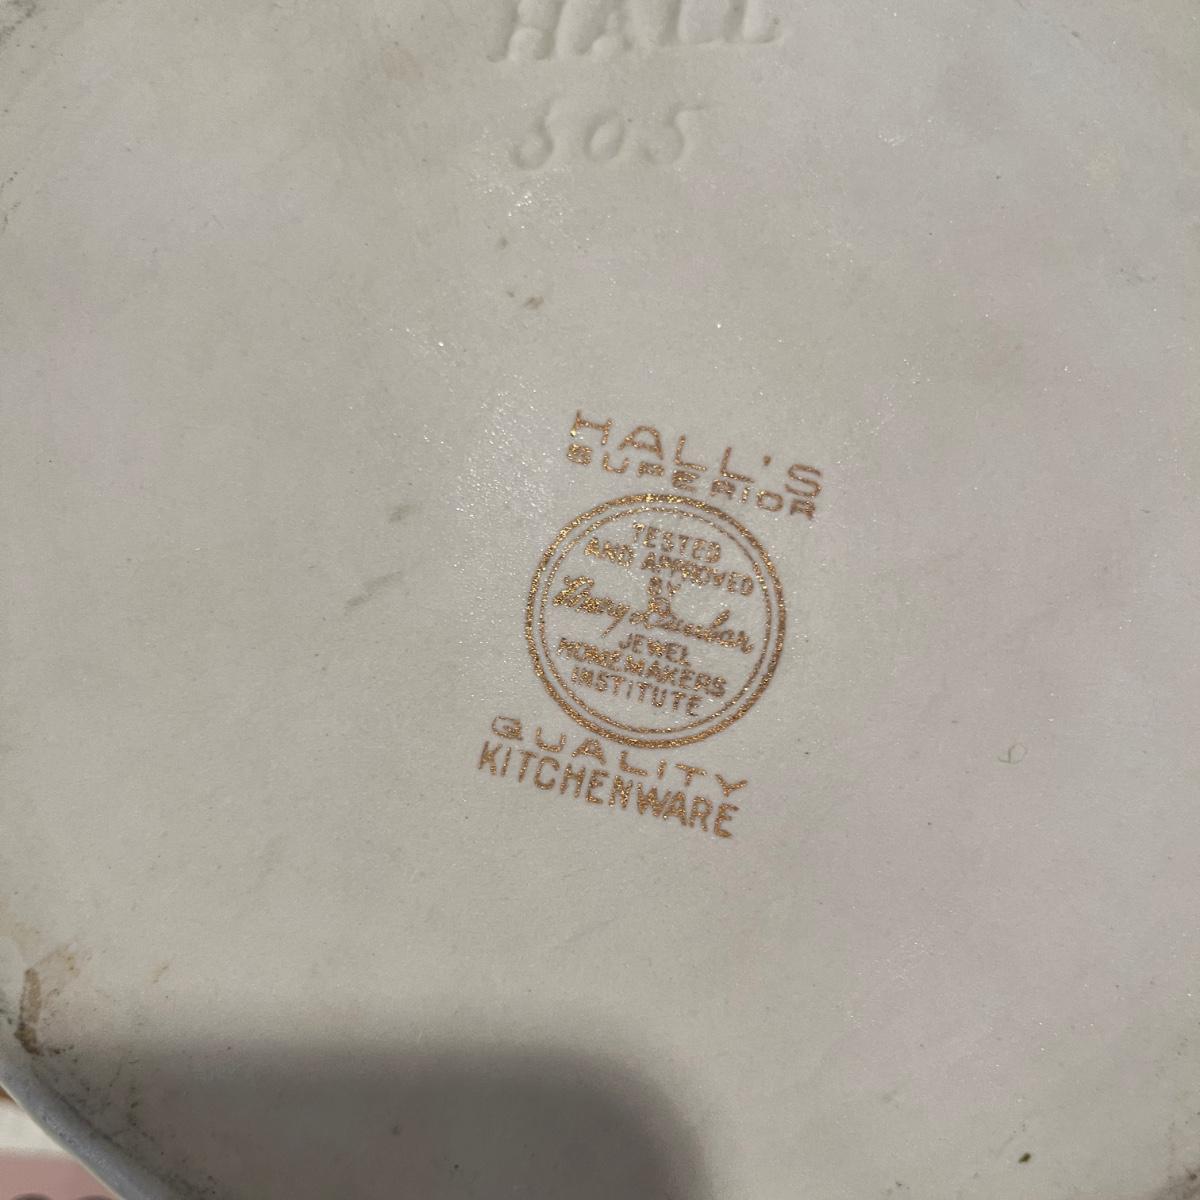 HALL
505
HALL'S
SUPERIOR
TESTED
AND APPROVED
BY
Mary Dunbar
JEWEL
HOMEMAKERS
INSTITUTE
QUALITY
KITCHENWARE